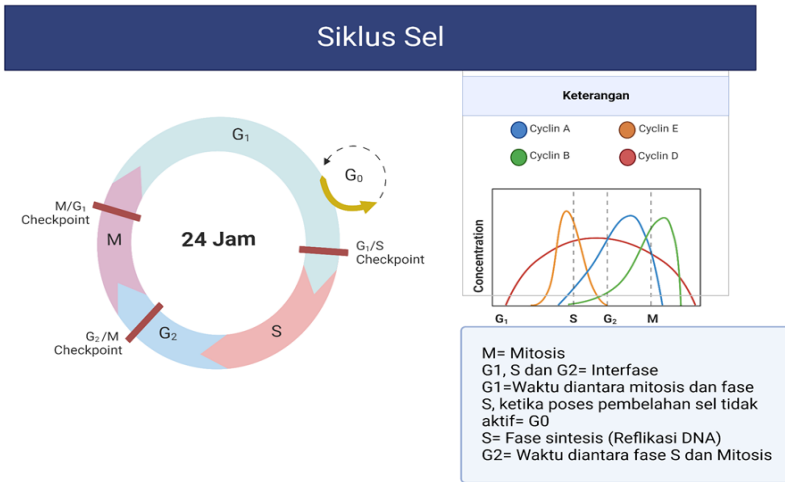 Siklus Sel
G1
G0
M/G1
Checkpoint
M
24 Jam
G1/S
Checkpoint
G2/M
Checkpoint
G2
S
Keterangan
Cyclin A
Cyclin E
Cyclin B
Cyclin D
Concentration
G1 S G2 M
M= Mitosis
G1, S dan G2= Interfase
G1=Waktu diantara mitosis dan fase
S, ketika poses pembelahan sel tidak
aktif= G0
S= Fase sintesis (Reflikasi DNA)
G2= Waktu diantara fase S dan Mitosis